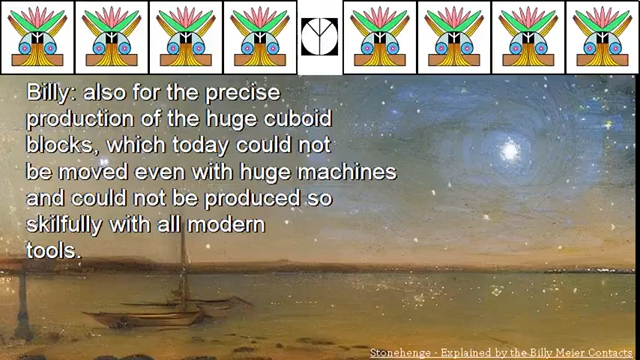 Billy: also for the precise
production of the huge cuboid
blocks, which today could not
be moved even with huge machines
and could not be produced so
skilfully with all modern
tools.
Stonehenge - Explained by the Billy Meier Contacts